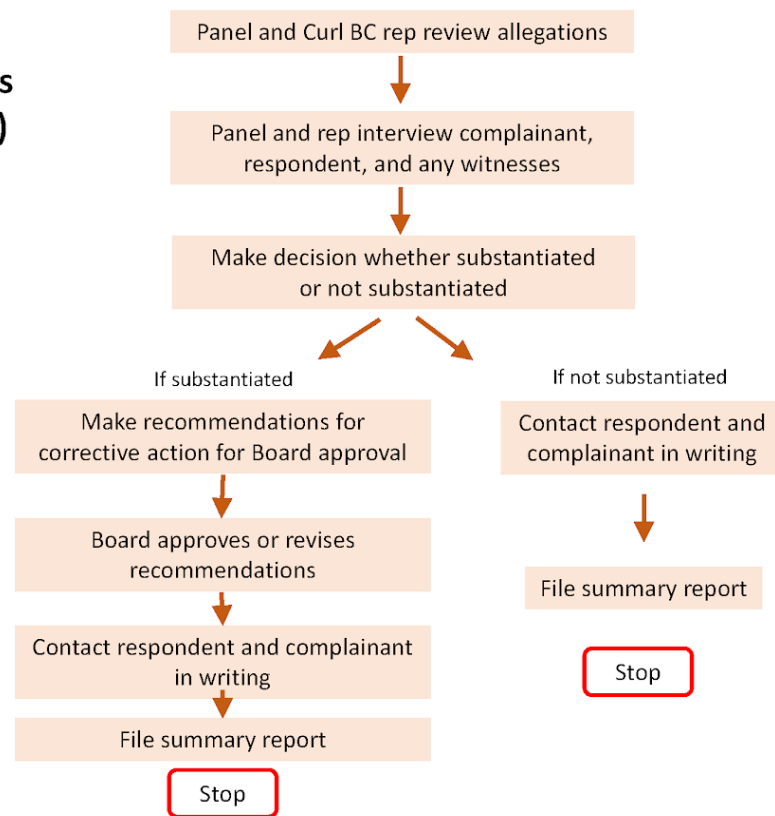 Panel and Curl BC rep review allegations
s
)
Panel and rep interview complainant,
respondent, and any witnesses
Make decision whether substantiated
or not substantiated
If substantiated
If not substantiated
Make recommendations for
corrective action for Board approval
Contact respondent and
complainant in writing
Board approves or revises
recommendations
File summary report
Contact respondent and complainant
in writing
Stop
File summary report
Stop